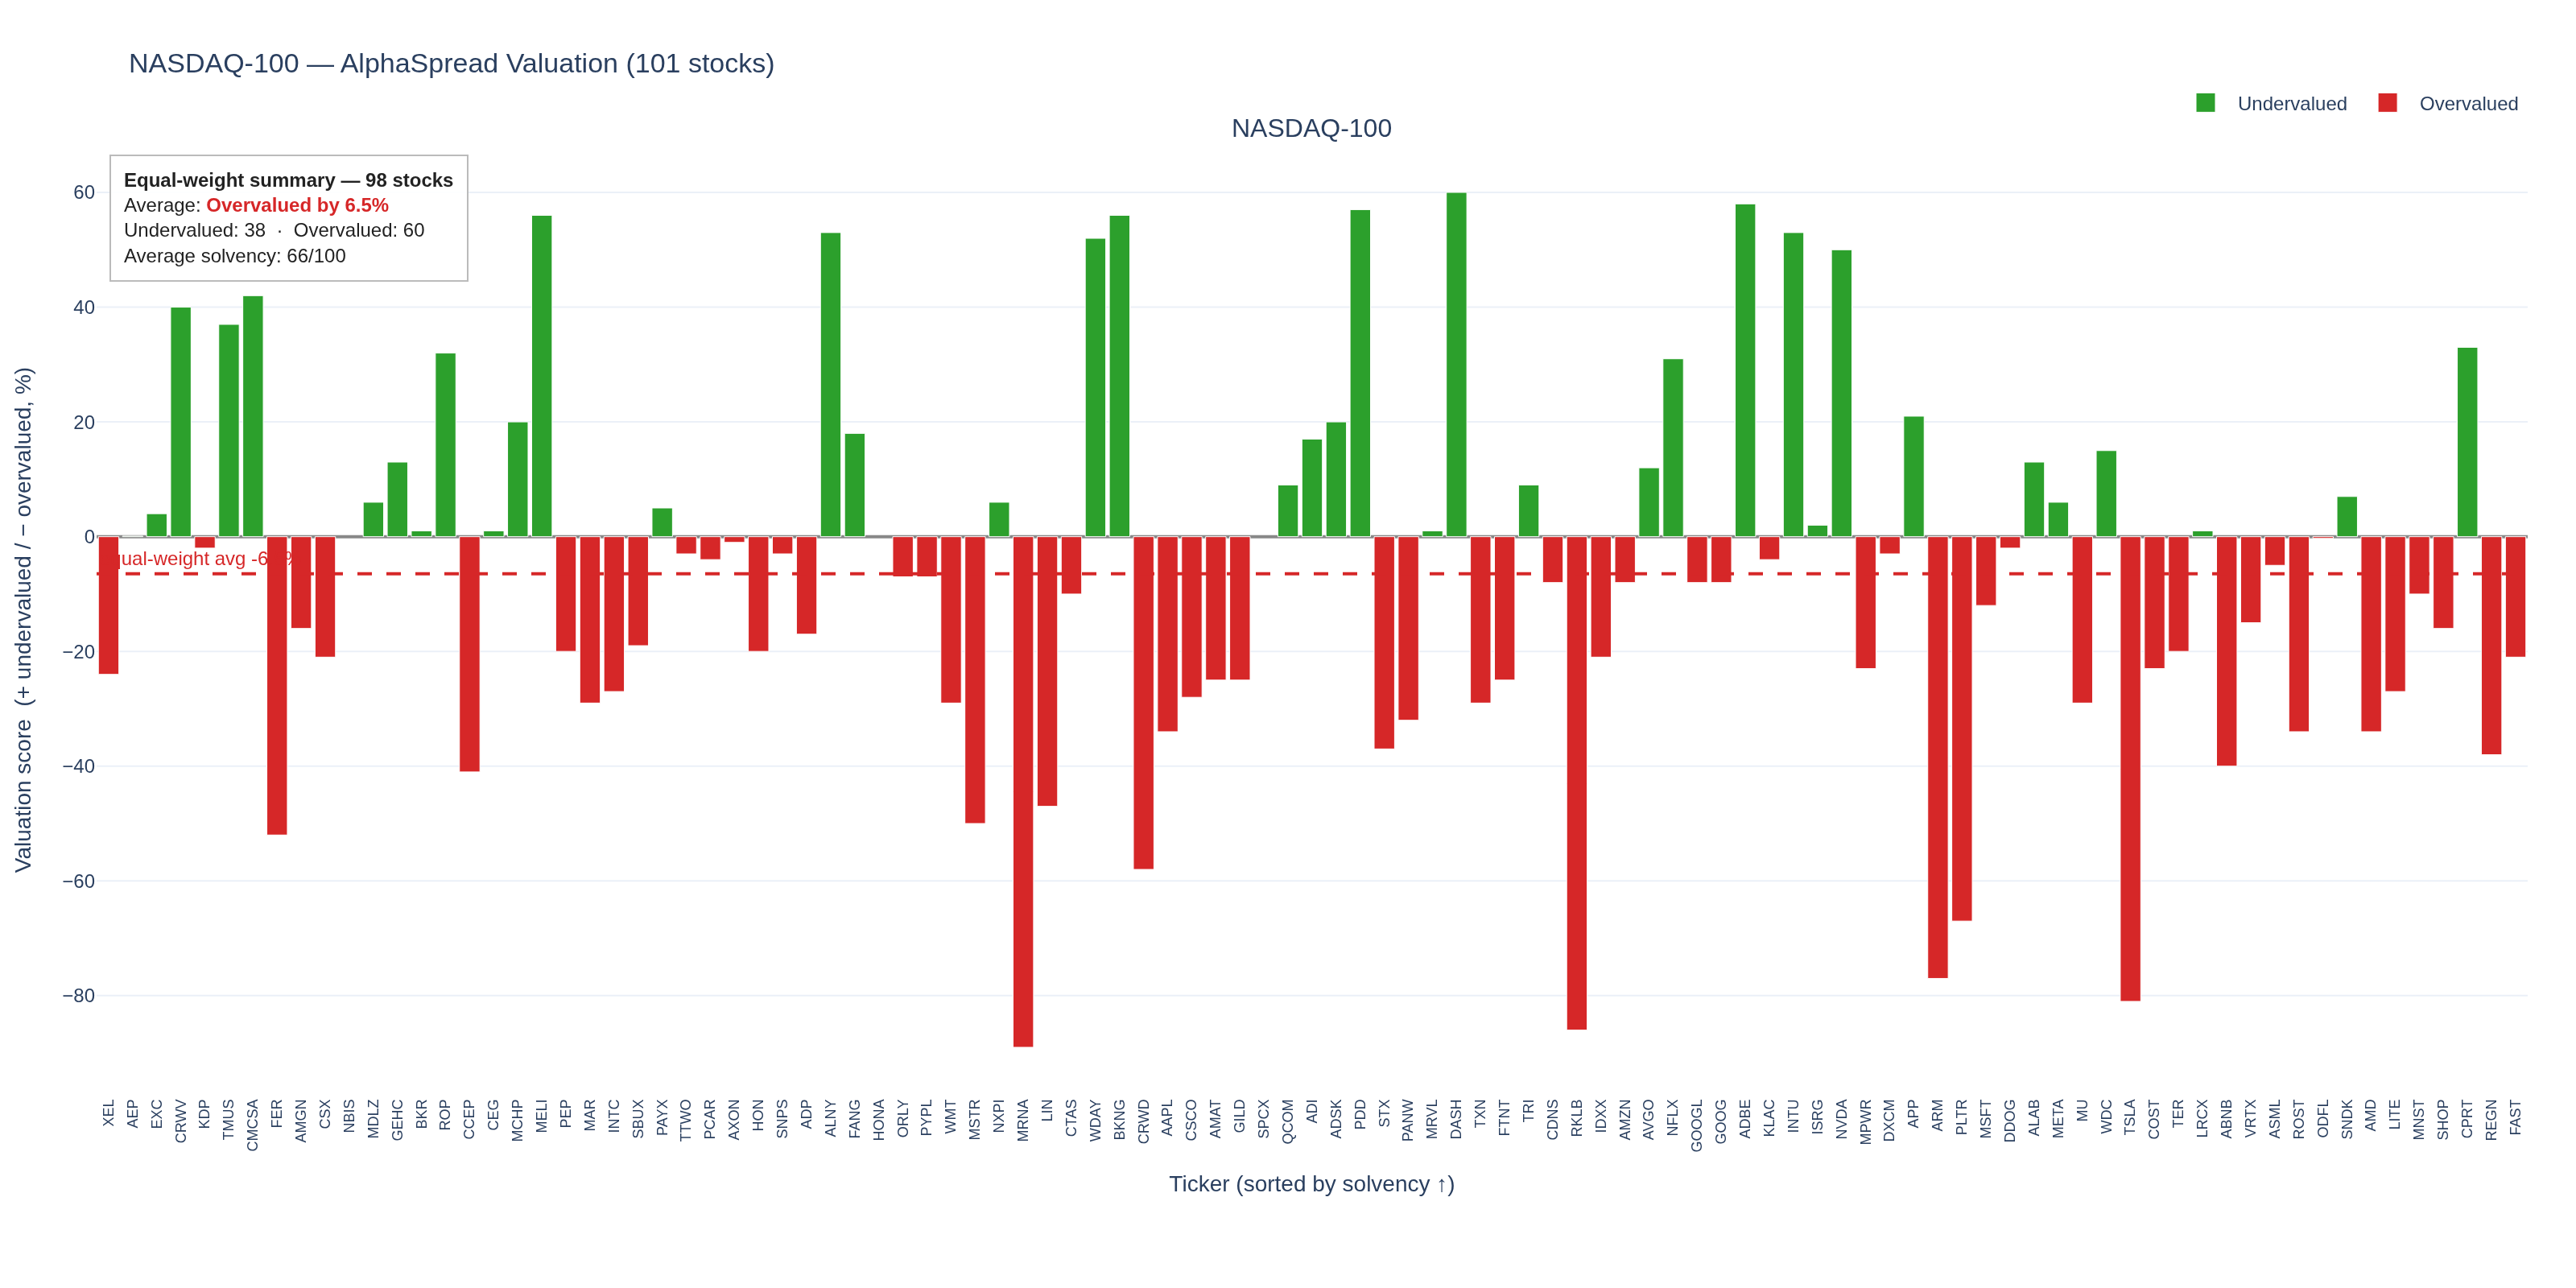 NASDAQ-100 — AlphaSpread Valuation (101 stocks)
Undervalued
Overvalued
NASDAQ-100
Equal-weight summary — 98 stocks
Average: Overvalued by 6.5%
Undervalued: 38 · Overvalued: 60
Average solvency: 66/100
60
40
20
0
−20
−40
−60
−80
Valuation score (+ undervalued / − overvalued, %)
XEL
AEP
EXC
CRWV
KDP
TMUS
CMCSA
FER
AMGN
CSX
NBIS
MDLZ
GEHC
BKR
ROP
CCEP
CEG
MCHP
MELI
PEP
MAR
INTC
SBUX
PAYX
TTWO
PCAR
AXON
HON
SNPS
ADP
ALNY
FANG
HONA
ORLY
PYPL
WMT
MSTR
NXPI
MRNA
LIN
CTAS
WDAY
BKNG
CRWD
AAPL
CSCO
AMAT
GILD
SPCX
QCOM
ADI
ADSK
PDD
STX
PANW
MRVL
DASH
TXN
FTNT
TRI
CDNS
RKLB
IDXX
AMZN
AVGO
NFLX
GOOGL
GOOG
ADBE
KLAC
INTU
ISRG
NVDA
MPWR
DXCM
APP
ARM
PLTR
MSFT
DDOG
ALAB
META
MU
WDC
TSLA
COST
TER
LRCX
ABNB
VRTX
ASML
ROST
ODFL
SNDK
AMD
LITE
MNST
SHOP
CPRT
REGN
FAST
Ticker (sorted by solvency ↑)